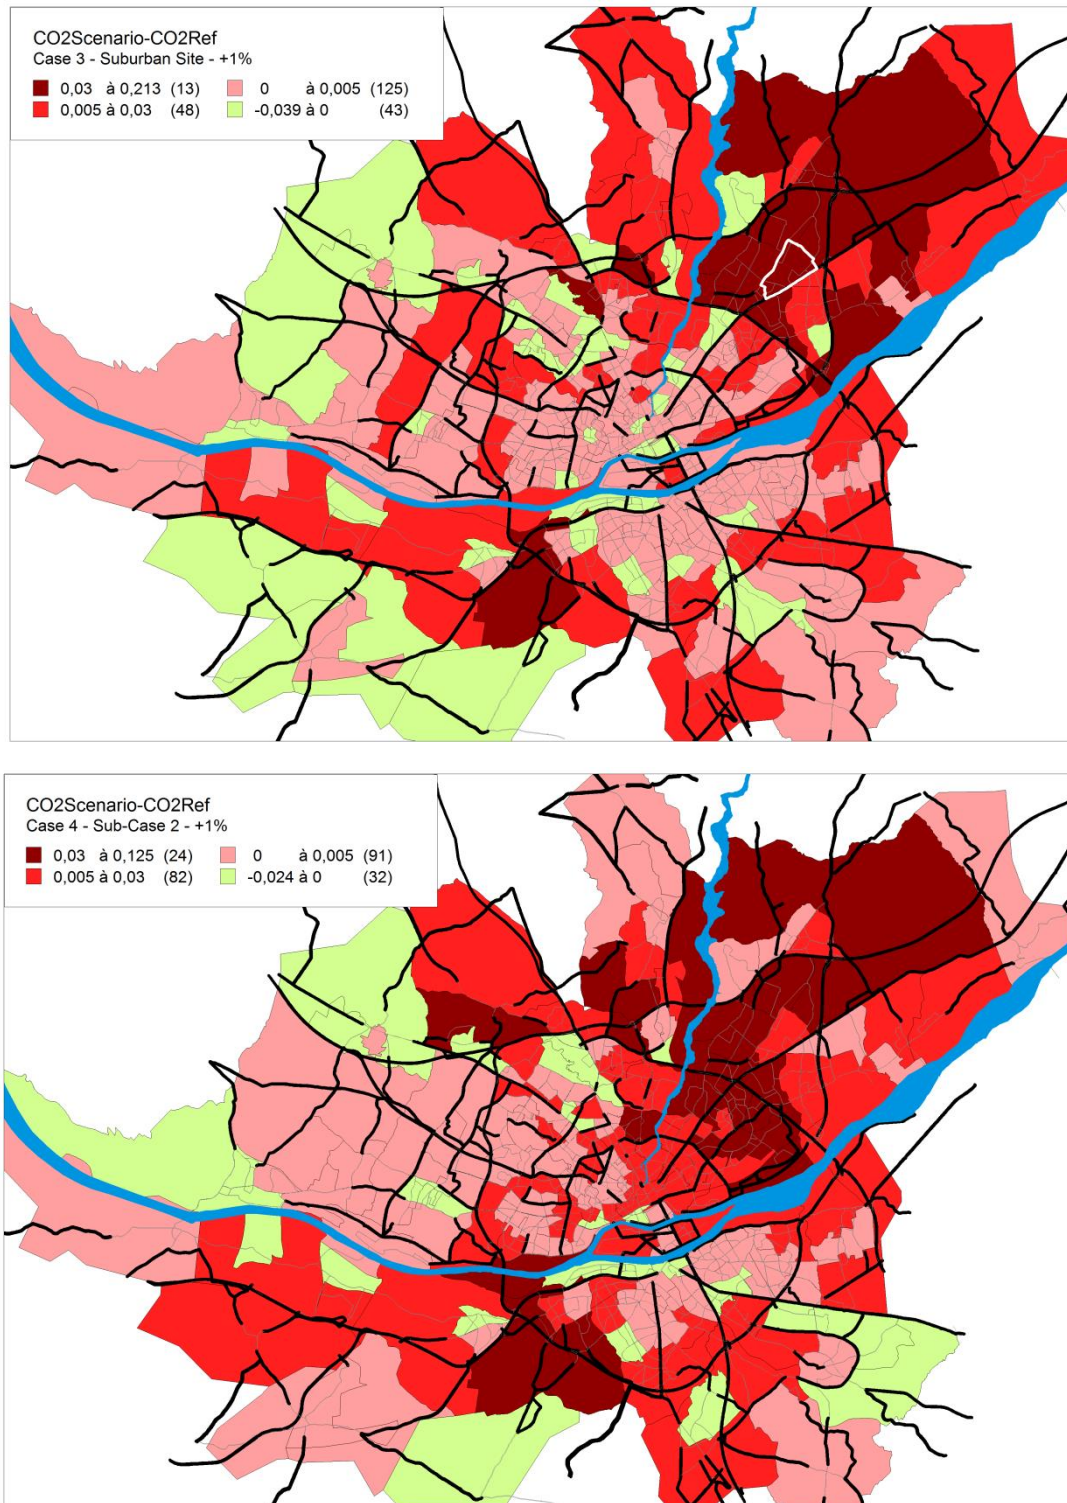 CO2Scenario-CO2Ref
Case 3 - Suburban Site - +1%
0,03 à 0,213 (13) 0 à 0,005 (125)
0,005 à 0,03 (48) -0,039 à 0 (43)
CO2Scenario-CO2Ref
Case 4 - Sub-Case 2 - +1%
0,03 à 0,125 (24) 0 à 0,005 (91)
0,005 à 0,03 (82) -0,024 à 0 (32)